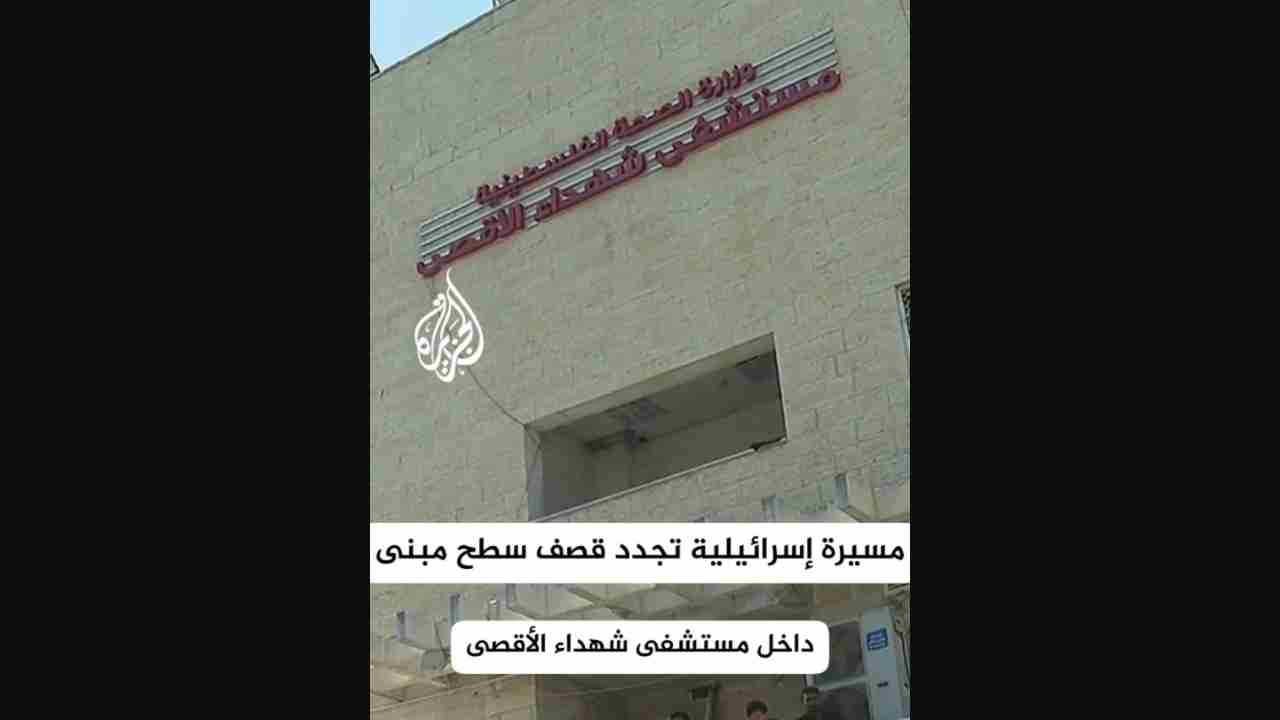 وزارة الصحة الفلسطينية
مستشفى شهداء الأقصى
الجزيرة
مسيرة إسرائيلية تجدد قصف سطح مبنى
داخل مستشفى شهداء الأقصى